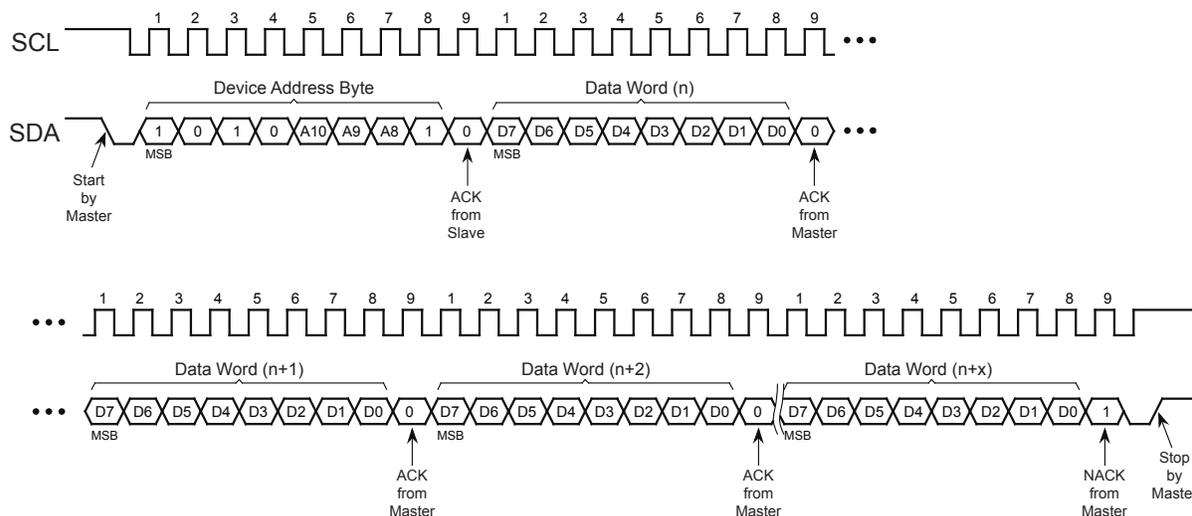 1 2 3 4 5 6 7 8 9 1 2 3 4 5 6 7 8 9
SCL
Device Address Byte Data Word (n)
SDA 1 0 1 0 A10 A9 A8 1 0 D7 D6 D5 D4 D3 D2 D1 D0 0
MSB MSB
Start
by
Master
ACK
from
Slave
ACK
from
Master
1 2 3 4 5 6 7 8 9 1 2 3 4 5 6 7 8 9 1 2 3 4 5 6 7 8 9
Data Word (n+1) Data Word (n+2) Data Word (n+x)
D7 D6 D5 D4 D3 D2 D1 D0 0 D7 D6 D5 D4 D3 D2 D1 D0 0 D7 D6 D5 D4 D3 D2 D1 D0 1
MSB MSB MSB
ACK
from
Master
ACK
from
Master
NACK
from
Master
Stop
by
Master